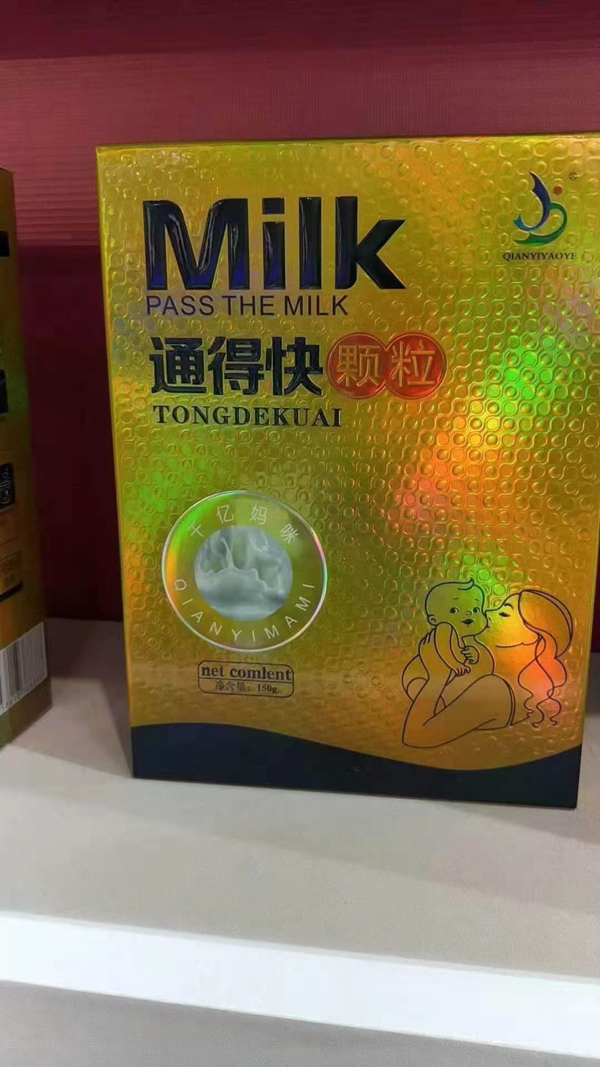 Milk
QIANYIYAOYE
PASS THE MILK
通得快颗粒
TONGDEKUAI
千亿妈咪
QIANYIMAMI
net comlent
净含量: 150g